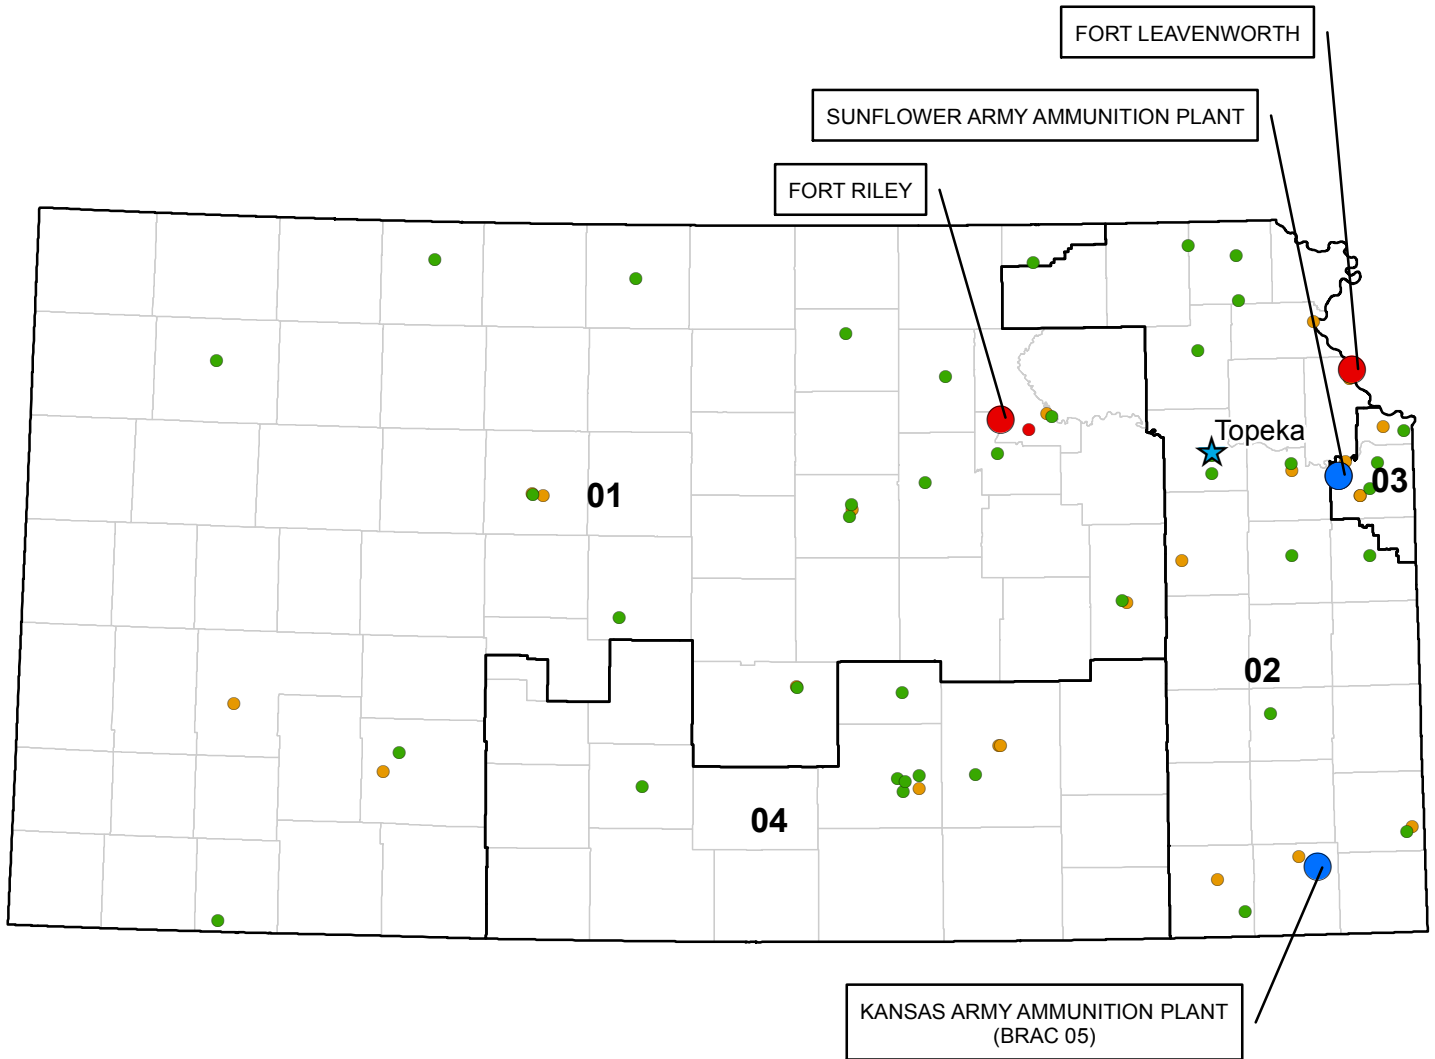 FORT LEAVENWORTH
SUNFLOWER ARMY AMMUNITION PLANT
FORT RILEY
Topeka
03
01
02
04
KANSAS ARMY AMMUNITION PLANT
(BRAC 05)